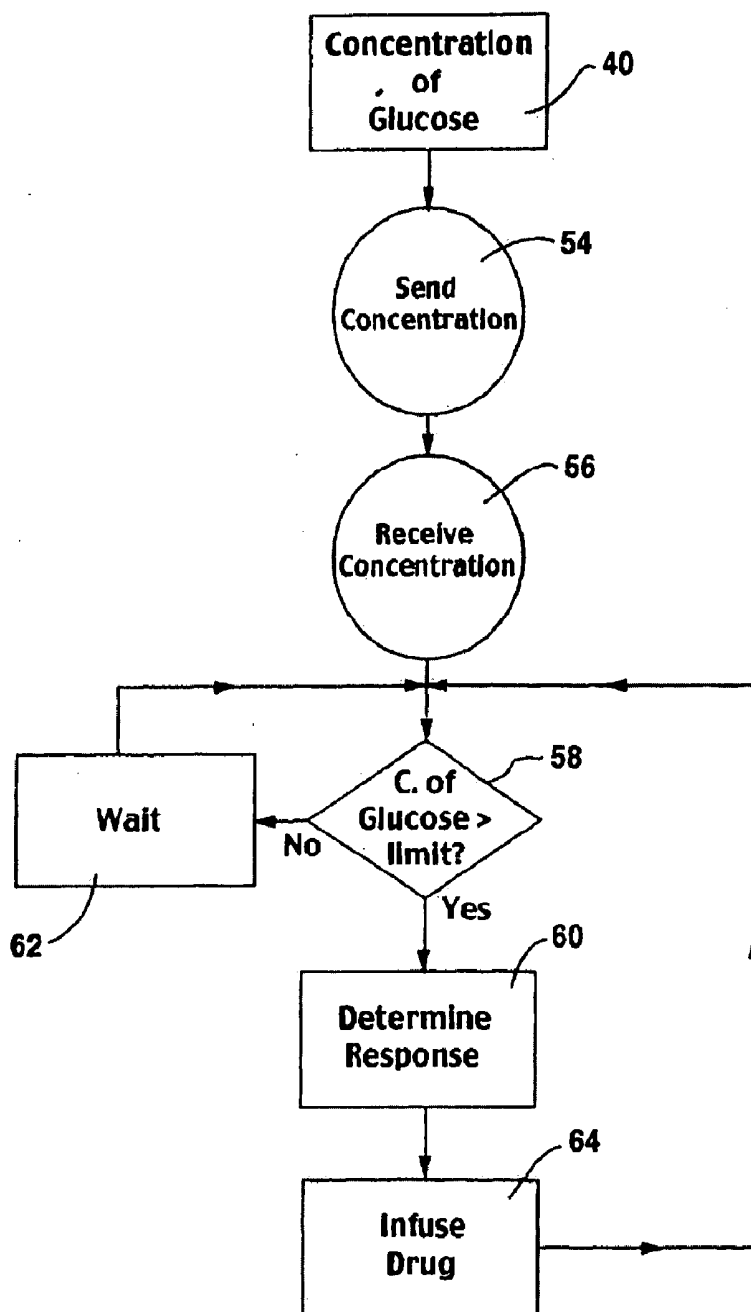 Concentration
of
Glucose
40
54
Send
Concentration
56
Receive
Concentration
58
C. of
Glucose >
limit?
Wait
No
Yes
62
60
Determine
Response
64
Infuse
Drug